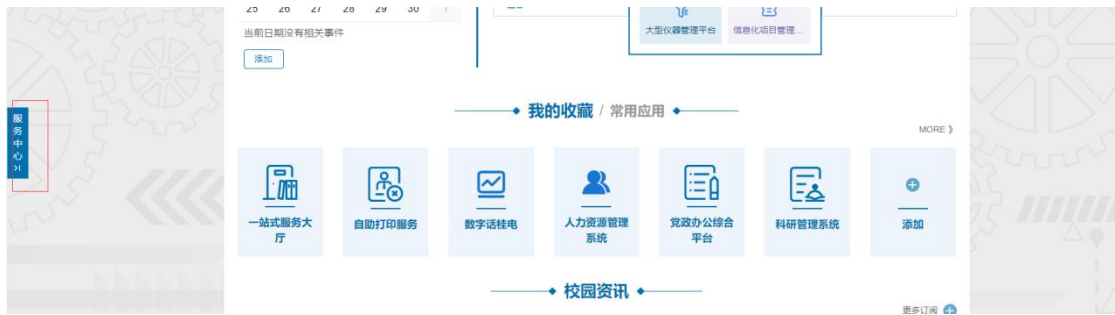 25 26 27 28 29 30 1
当前日期没有相关事件
添加
大型仪器管理平台
信息化项目管理...
服务中心
我的收藏 / 常用应用
MORE 》
一站式服务大
厅
自助打印服务
数字话桂电
人力资源管理
系统
党政办公综合
平台
科研管理系统
添加
校园资讯
更多订阅